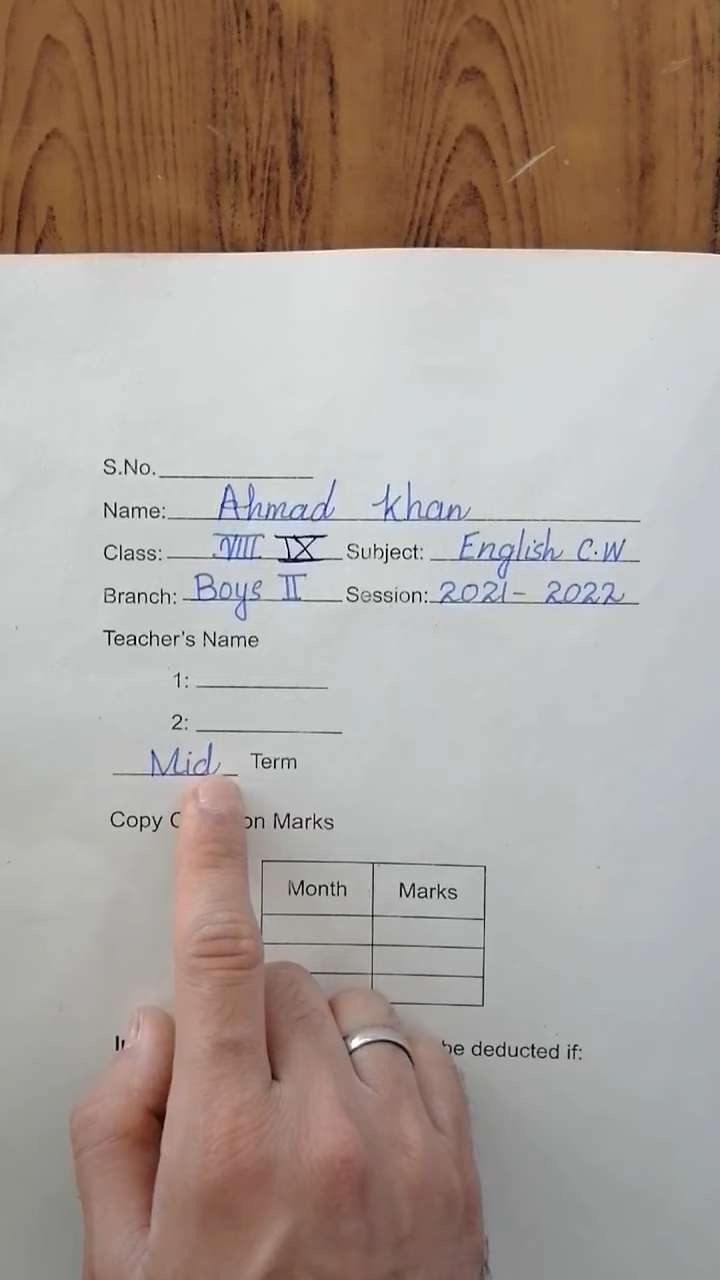 S.No.
Name: Ahmad Khan
Class: VIII IX Subject: English C.W
Branch: Boys II Session: 2021 - 2022
Teacher's Name
1:
2:
Mid Term
Copy on Marks
Month Marks
be deducted if: